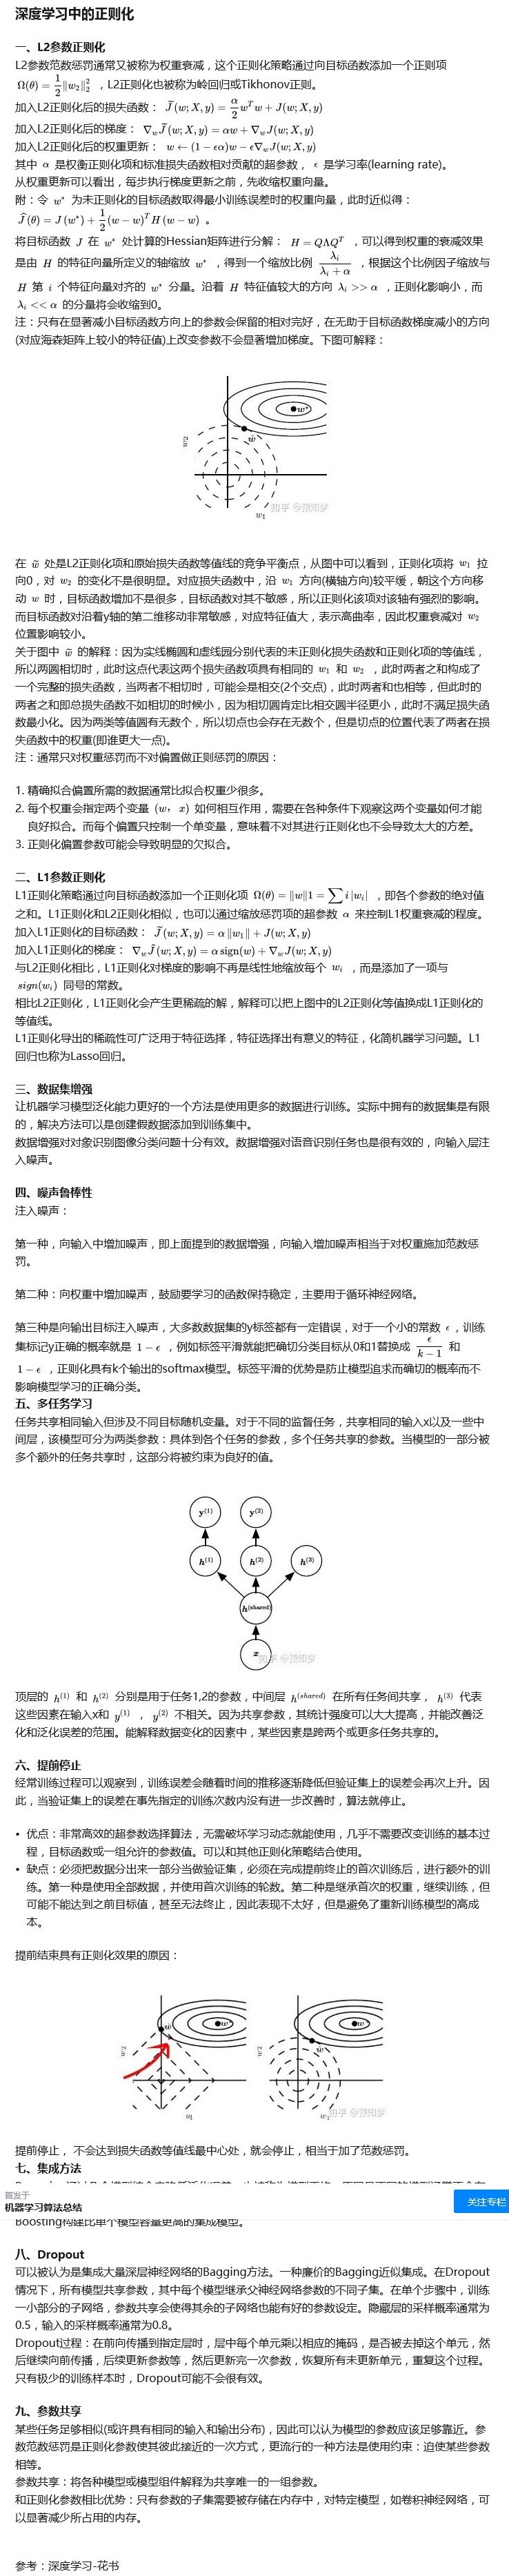 深度学习中的正则化
一、L2参数正则化
L2参数范数惩罚通常又被称为权重衰减，这个正则化策略通过向目标函数添加一个正则项
Ω(θ) = 1/2 ‖w₂‖₂² ，L2正则化也被称为岭回归或Tikhonov正则。
加入L2正则化后的损失函数： J̃(w; X, y) = α/2 wᵀw + J(w; X, y)
加入L2正则化后的梯度： ∇_w J̃(w; X, y) = αw + ∇_w J(w; X, y)
加入L2正则化后的权重更新： w ← (1 − ϵα)w − ϵ∇_w J(w; X, y)
其中 α 是权衡正则化项和标准损失函数相对贡献的超参数， ϵ 是学习率(learning rate)。
从权重更新可以看出，每步执行梯度更新之前，先收缩权重向量。
附：令 w* 为未正则化的目标函数取得最小训练误差时的权重向量，此时近似得：
Ĵ(θ) = J(w*) + 1/2 (w − w)ᵀH(w − w) 。
将目标函数 J 在 w* 处计算的Hessian矩阵进行分解： H = QΛQᵀ ，可以得到权重的衰减效果
是由 H 的特征向量所定义的轴缩放 w* ，得到一个缩放比例 λᵢ/(λᵢ + α) ，根据这个比例因子缩放与
H 第 i 个特征向量对齐的 w* 分量。沿着 H 特征值较大的方向 λᵢ >> α ，正则化影响小，而
λᵢ << α 的分量将会收缩到0。
注：只有在显著减小目标函数方向上的参数会保留的相对完好，在无助于目标函数梯度减小的方向
(对应海森矩阵上较小的特征值)上改变参数不会显著增加梯度。下图可解释：
w*
w̃
w₂
w₁
知乎 @预知梦
在 w̃ 处是L2正则化项和原始损失函数等值线的竞争平衡点，从图中可以看到，正则化项将 w₁ 拉
向0，对 w₂ 的变化不是很明显。对应损失函数中，沿 w₁ 方向(横轴方向)较平缓，朝这个方向移
动 w 时，目标函数增加不是很多，目标函数对其不敏感，所以正则化该项对该轴有强烈的影响。
而目标函数对沿着y轴的第二维移动非常敏感，对应特征值大，表示高曲率，因此权重衰减对 w₂
位置影响较小。
关于图中 w̃ 的解释：因为实线椭圆和虚线园分别代表的未正则化损失函数和正则化项的等值线，
所以两圆相切时，此时这点代表这两个损失函数项具有相同的 w₁ 和 w₂ ，此时两者之和构成了
一个完整的损失函数，当两者不相切时，可能会是相交(2个交点)，此时两者和也相等，但此时的
两者之和即总损失函数不如相切的时候小，因为相切圆肯定比相交圆半径更小，此时不满足损失函
数最小化。因为两类等值圆有无数个，所以切点也会存在无数个，但是切点的位置代表了两者在损
失函数中的权重(即谁更大一点)。
注：通常只对权重惩罚而不对偏置做正则惩罚的原因：
1. 精确拟合偏置所需的数据通常比拟合权重少很多。
2. 每个权重会指定两个变量 (w，x) 如何相互作用，需要在各种条件下观察这两个变量如何才能
良好拟合。而每个偏置只控制一个单变量，意味着不对其进行正则化也不会导致太大的方差。
3. 正则化偏置参数可能会导致明显的欠拟合。
二、L1参数正则化
L1正则化策略通过向目标函数添加一个正则化项 Ω(θ) = ‖w‖1 = ∑ i|wᵢ| ，即各个参数的绝对值
之和。L1正则化和L2正则化相似，也可以通过缩放惩罚项的超参数 α 来控制L1权重衰减的程度。
加入L1正则化的目标函数： J̃(w; X, y) = α‖w₁‖ + J(w; X, y)
加入L1正则化的梯度： ∇_w J̃(w; X, y) = α sign(w) + ∇_w J(w; X, y)
与L2正则化相比，L1正则化对梯度的影响不再是线性地缩放每个 wᵢ ，而是添加了一项与
sign(wᵢ) 同号的常数。
相比L2正则化，L1正则化会产生更稀疏的解，解释可以把上图中的L2正则化等值换成L1正则化的
等值线。
L1正则化导出的稀疏性可广泛用于特征选择，特征选择出有意义的特征，化简机器学习问题。L1
回归也称为Lasso回归。
三、数据集增强
让机器学习模型泛化能力更好的一个方法是使用更多的数据进行训练。实际中拥有的数据集是有限
的，解决方法可以是创建假数据添加到训练集中。
数据增强对对象识别图像分类问题十分有效。数据增强对语音识别任务也是很有效的，向输入层注
入噪声。
四、噪声鲁棒性
注入噪声：
第一种，向输入中增加噪声，即上面提到的数据增强，向输入增加噪声相当于对权重施加范数惩
罚。
第二种：向权重中增加噪声，鼓励要学习的函数保持稳定，主要用于循环神经网络。
第三种是向输出目标注入噪声，大多数数据集的y标签都有一定错误，对于一个小的常数 ϵ ，训练
集标记y正确的概率就是 1 − ϵ ，例如标签平滑就能把确切分类目标从0和1替换成 ϵ/(k − 1) 和
1 − ϵ ，正则化具有k个输出的softmax模型。标签平滑的优势是防止模型追求而确切的概率而不
影响模型学习的正确分类。
五、多任务学习
任务共享相同输入但涉及不同目标随机变量。对于不同的监督任务，共享相同的输入x以及一些中
间层，该模型可分为两类参数：具体到各个任务的参数，多个任务共享的参数。当模型的一部分被
多个额外的任务共享时，这部分将被约束为良好的值。
y⁽¹⁾ y⁽²⁾
h⁽¹⁾ h⁽²⁾ h⁽³⁾
h^(shared)
x
知乎 @预知梦
顶层的 h⁽¹⁾ 和 h⁽²⁾ 分别是用于任务1,2的参数，中间层 h^(shared) 在所有任务间共享， h⁽³⁾ 代表
这些因素在输入x和 y⁽¹⁾ ， y⁽²⁾ 不相关。因为共享参数，其统计强度可以大大提高，并能改善泛
化和泛化误差的范围。能解释数据变化的因素中，某些因素是跨两个或更多任务共享的。
六、提前停止
经常训练过程可以观察到，训练误差会随着时间的推移逐渐降低但验证集上的误差会再次上升。因
此，当验证集上的误差在事先指定的训练次数内没有进一步改善时，算法就停止。
• 优点：非常高效的超参数选择算法，无需破坏学习动态就能使用，几乎不需要改变训练的基本过
程，目标函数或一组允许的参数值。可以和其他正则化策略结合使用。
• 缺点：必须把数据分出来一部分当做验证集，必须在完成提前终止的首次训练后，进行额外的训
练。第一种是使用全部数据，并使用首次训练的轮数。第二种是继承首次的权重，继续训练，但
可能不能达到之前目标值，甚至无法终止，因此表现不太好，但是避免了重新训练模型的高成
本。
提前结束具有正则化效果的原因：
w* w̃ w₂ w₁
w* w̃ w₂ w₁
知乎 @预知梦
提前停止， 不会达到损失函数等值线最中心处，就会停止，相当于加了范数惩罚。
七、集成方法
首发于
机器学习算法总结
关注专栏
Boosting构建比单个模型容量更高的集成模型。
八、Dropout
可以被认为是集成大量深层神经网络的Bagging方法。一种廉价的Bagging近似集成。在Dropout
情况下，所有模型共享参数，其中每个模型继承父神经网络参数的不同子集。在单个步骤中，训练
一小部分的子网络，参数共享会使得其余的子网络也能有好的参数设定。隐藏层的采样概率通常为
0.5，输入的采样概率通常为0.8。
Dropout过程：在前向传播到指定层时，层中每个单元乘以相应的掩码，是否被去掉这个单元，然
后继续向前传播，后续更新参数等，然后更新完一次参数，恢复所有未更新单元，重复这个过程。
只有极少的训练样本时，Dropout可能不会很有效。
九、参数共享
某些任务足够相似(或许具有相同的输入和输出分布)，因此可以认为模型的参数应该足够靠近。参
数范数惩罚是正则化参数使其彼此接近的一次方式，更流行的一种方法是使用约束：迫使某些参数
相等。
参数共享：将各种模型或模型组件解释为共享唯一的一组参数。
和正则化参数相比优势：只有参数的子集需要被存储在内存中，对特定模型，如卷积神经网络，可
以显著减少所占用的内存。
参考：深度学习-花书